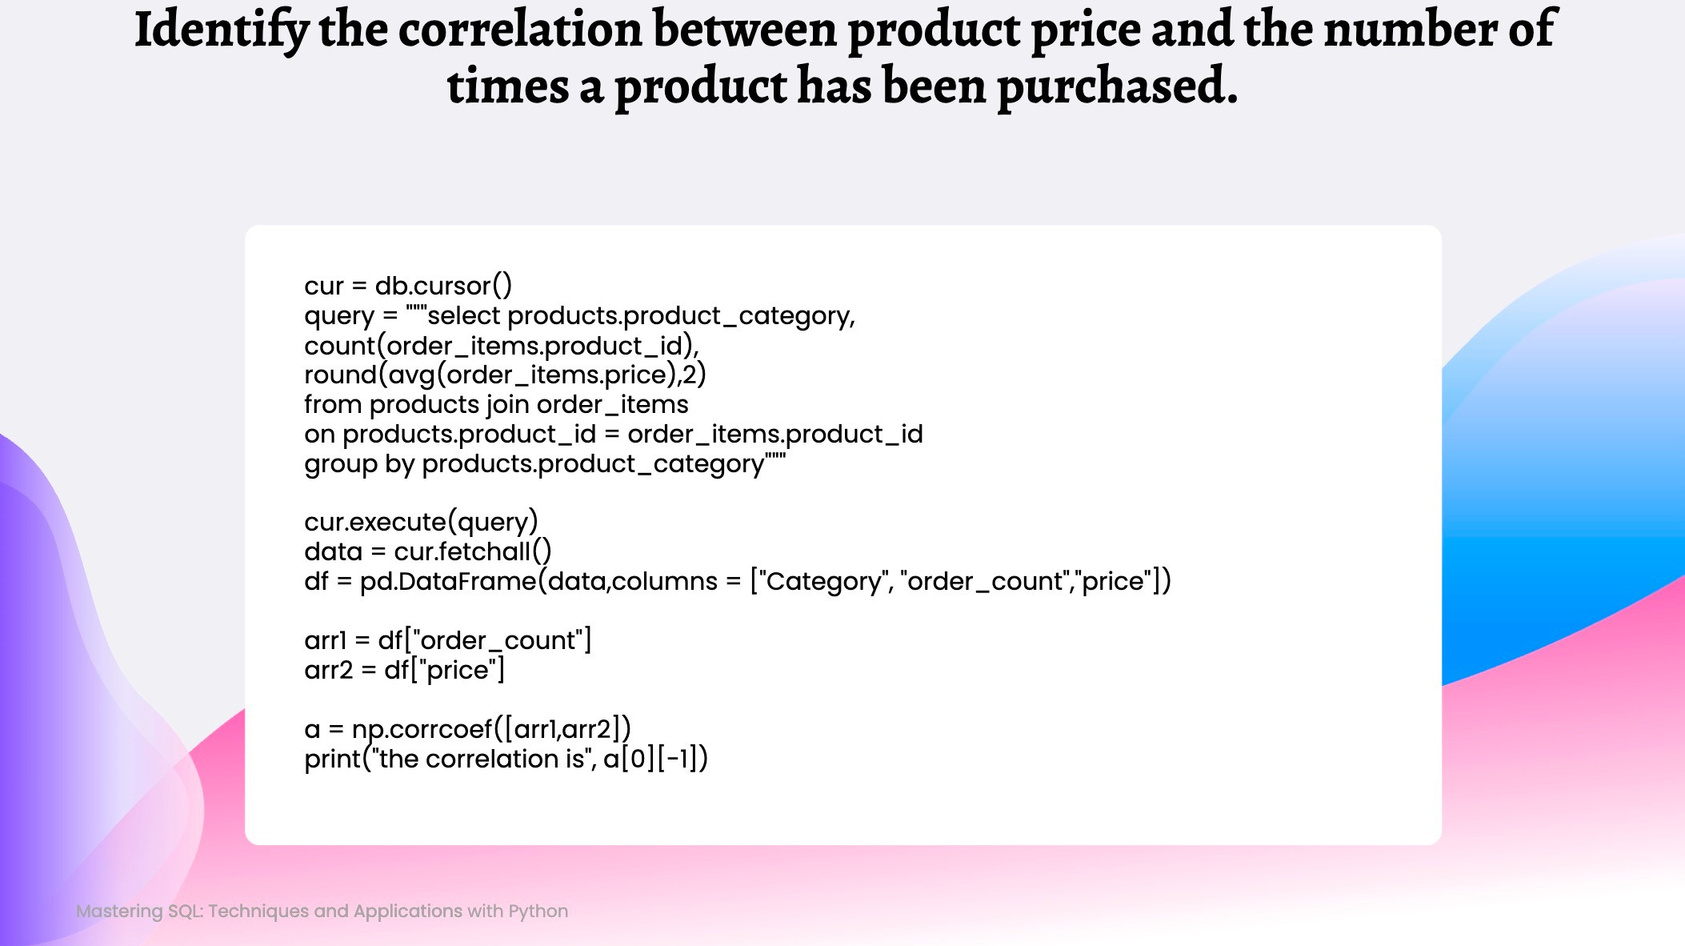 Identify the correlation between product price and the number of
times a product has been purchased.
cur = db.cursor()
query = """select products.product_category,
count(order_items.product_id),
round(avg(order_items.price),2)
from products join order_items
on products.product_id = order_items.product_id
group by products.product_category"""
cur.execute(query)
data = cur.fetchall()
df = pd.DataFrame(data,columns = ["Category", "order_count","price"])
arr1 = df["order_count"]
arr2 = df["price"]
a = np.corrcoef([arr1,arr2])
print("the correlation is", a[0][-1])
Mastering SQL: Techniques and Applications with Python